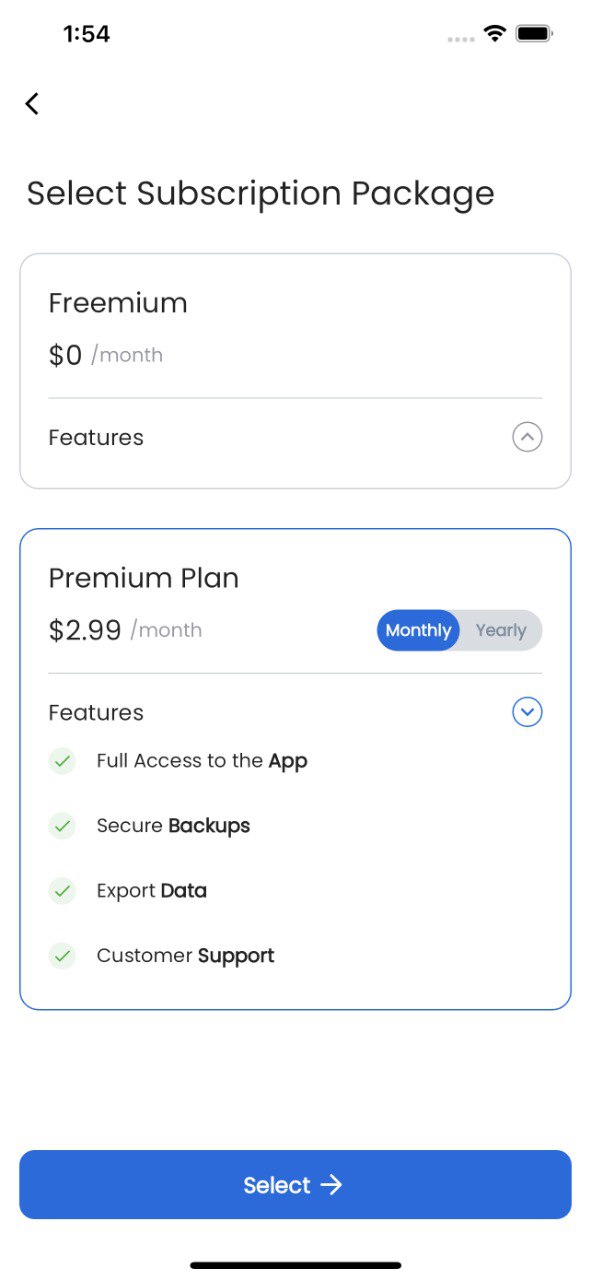 1:54
Select Subscription Package
Freemium
$0 /month
Features
Premium Plan
$2.99 /month Monthly Yearly
Features
Full Access to the App
Secure Backups
Export Data
Customer Support
Select →